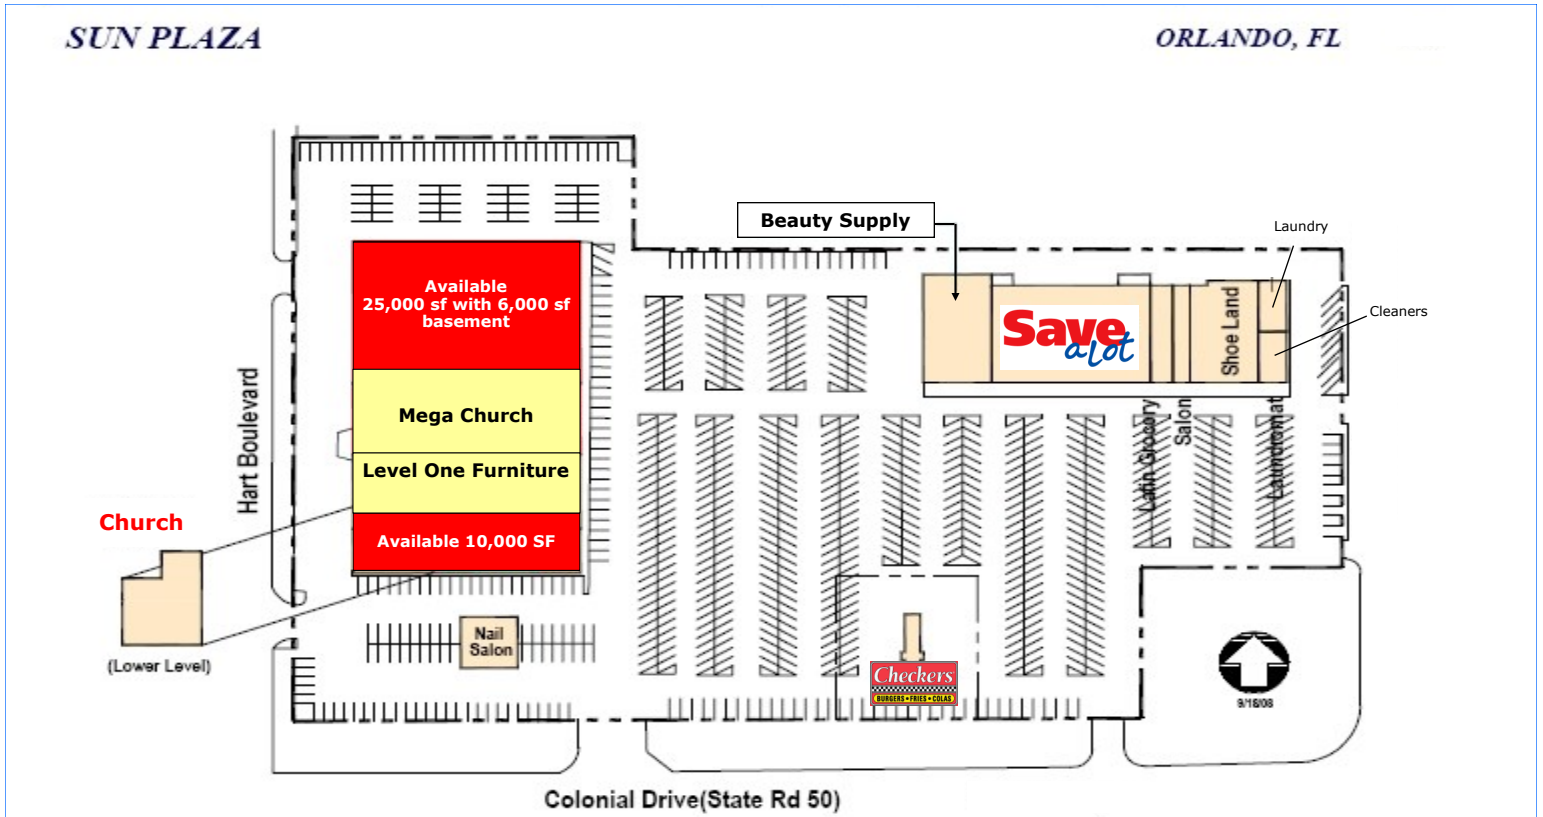 SUN PLAZA
ORLANDO, FL
Beauty Supply
Laundry
Cleaners
Available
25,000 sf with 6,000 sf
basement
Save
a lot
Shoe Land
Mega Church
Level One Furniture
Hart Boulevard
Latin Grocery
Salon
Laundromat
Church
Available 10,000 SF
(Lower Level)
Nail
Salon
Checkers
BURGERS • FRIES • COLAS
9/18/08
Colonial Drive(State Rd 50)